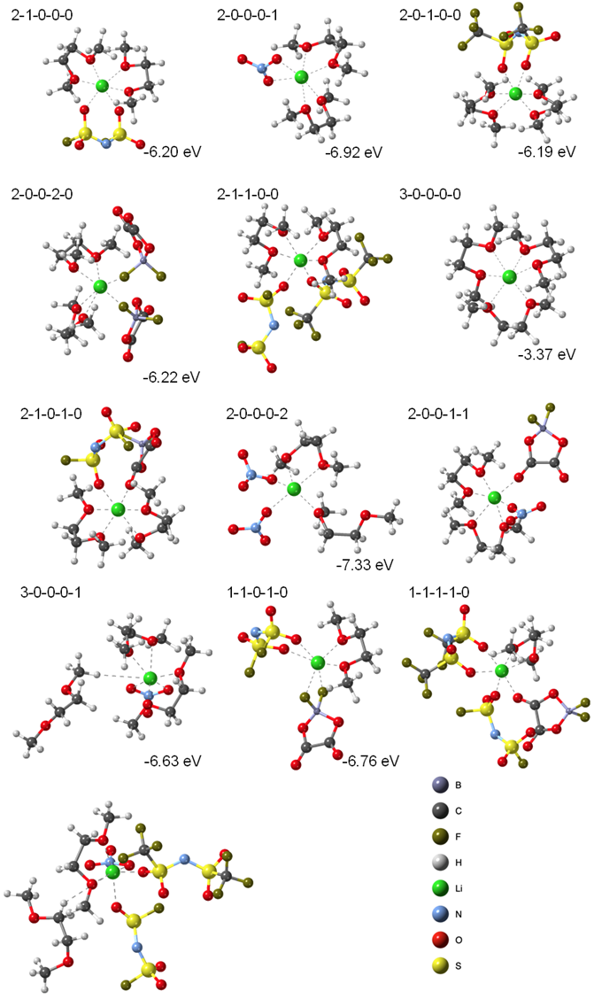 2-1-0-0-0
2-0-0-0-1
2-0-1-0-0
-6.20 eV
-6.92 eV
-6.19 eV
2-0-0-2-0
2-1-1-0-0
3-0-0-0-0
-6.22 eV
-3.37 eV
2-1-0-1-0
2-0-0-0-2
2-0-0-1-1
-7.33 eV
3-0-0-0-1
1-1-0-1-0
1-1-1-1-0
-6.63 eV
-6.76 eV
B
C
F
H
Li
N
O
S